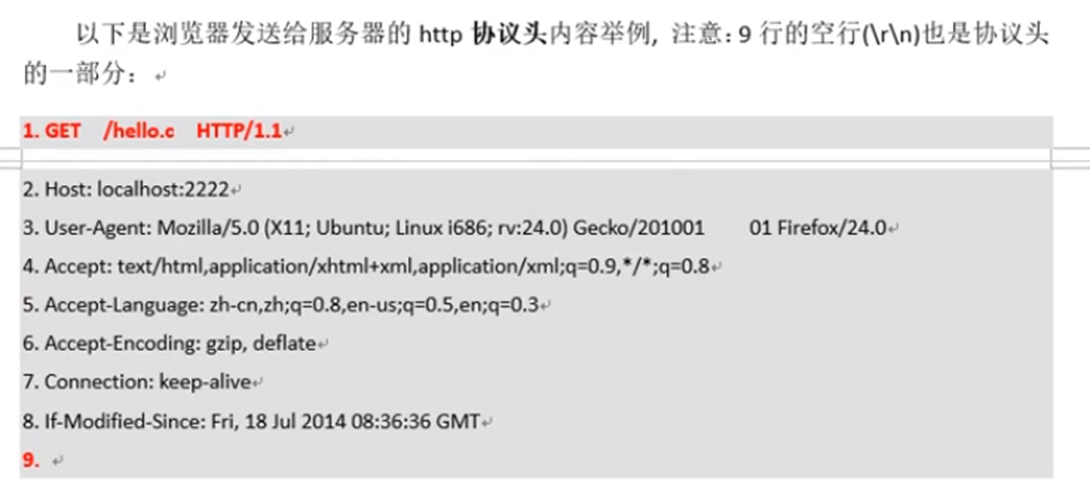 以下是浏览器发送给服务器的 http 协议头内容举例, 注意: 9 行的空行(\r\n)也是协议头
的一部分:
1. GET /hello.c HTTP/1.1
2. Host: localhost:2222
3. User-Agent: Mozilla/5.0 (X11; Ubuntu; Linux i686; rv:24.0) Gecko/201001 01 Firefox/24.0
4. Accept: text/html,application/xhtml+xml,application/xml;q=0.9,*/*;q=0.8
5. Accept-Language: zh-cn,zh;q=0.8,en-us;q=0.5,en;q=0.3
6. Accept-Encoding: gzip, deflate
7. Connection: keep-alive
8. If-Modified-Since: Fri, 18 Jul 2014 08:36:36 GMT
9.